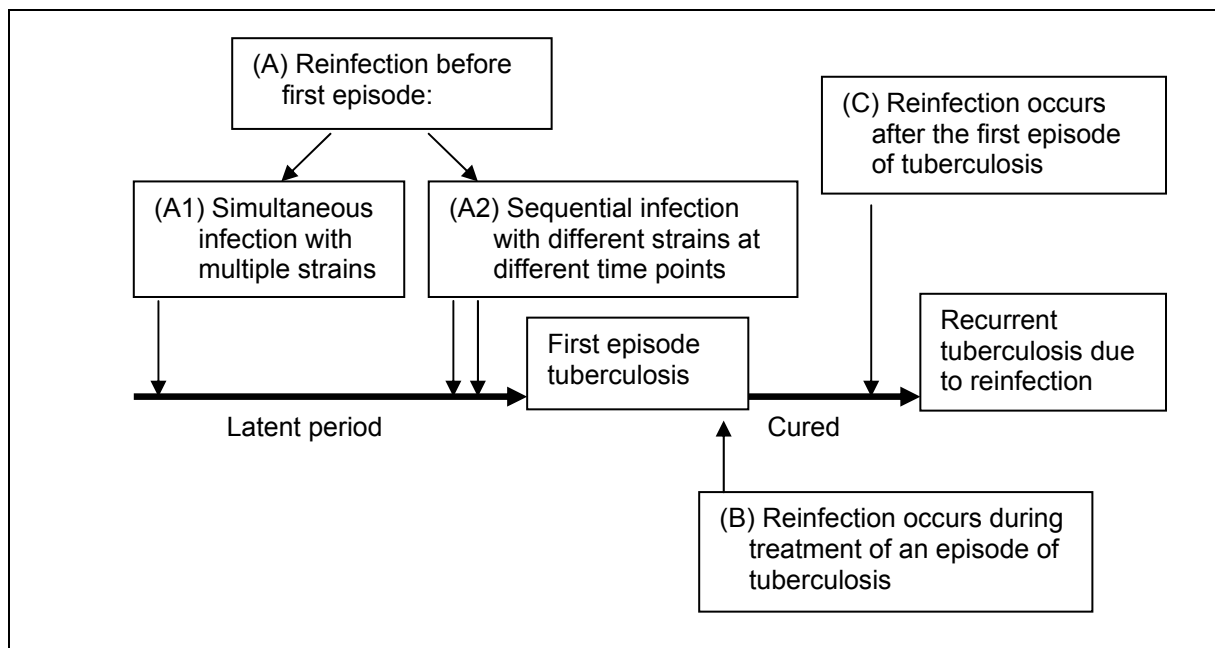 (A) Reinfection before
first episode:
(C) Reinfection occurs
after the first episode
of tuberculosis
(A1) Simultaneous
infection with
multiple strains
(A2) Sequential infection
with different strains at
different time points
First episode
tuberculosis
Recurrent
tuberculosis due
to reinfection
Latent period
Cured
(B) Reinfection occurs during
treatment of an episode of
tuberculosis